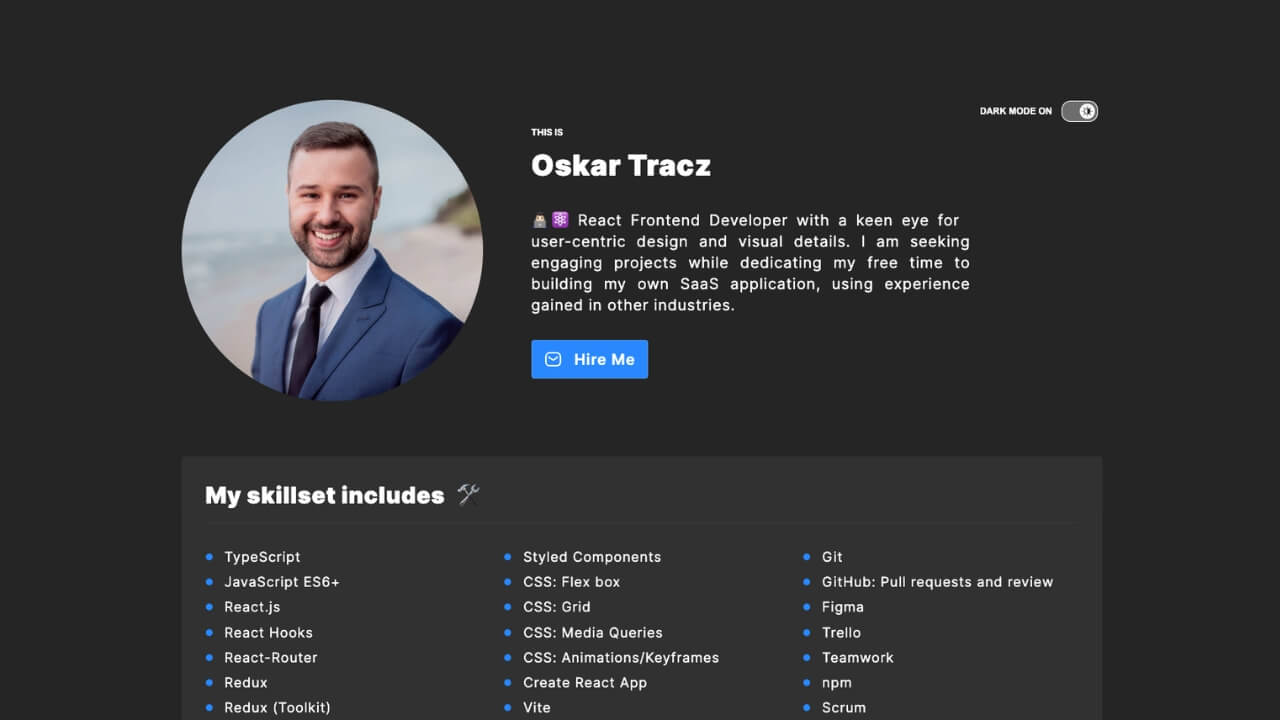 DARK MODE ON
THIS IS
Oskar Tracz
React Frontend Developer with a keen eye for
user-centric design and visual details. I am seeking
engaging projects while dedicating my free time to
building my own SaaS application, using experience
gained in other industries.
Hire Me
My skillset includes
TypeScript
JavaScript ES6+
React.js
React Hooks
React-Router
Redux
Redux (Toolkit)
Styled Components
CSS: Flex box
CSS: Grid
CSS: Media Queries
CSS: Animations/Keyframes
Create React App
Vite
Git
GitHub: Pull requests and review
Figma
Trello
Teamwork
npm
Scrum